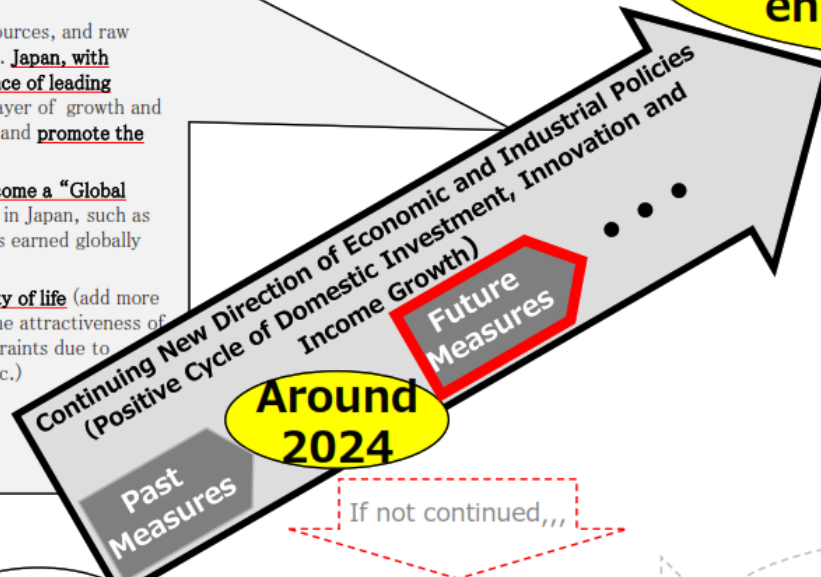 ources, and raw
. Japan, with
ce of leading
ayer of growth and
and promote the
come a “Global
in Japan, such as
s earned globally
ty of life (add more
e attractiveness of
raints due to
c.)
en
Continuing New Direction of Economic and Industrial Policies
(Positive Cycle of Domestic Investment, Innovation and
Income Growth)
Future
Measures
• • •
Around
2024
Past
Measures
If not continued,,,